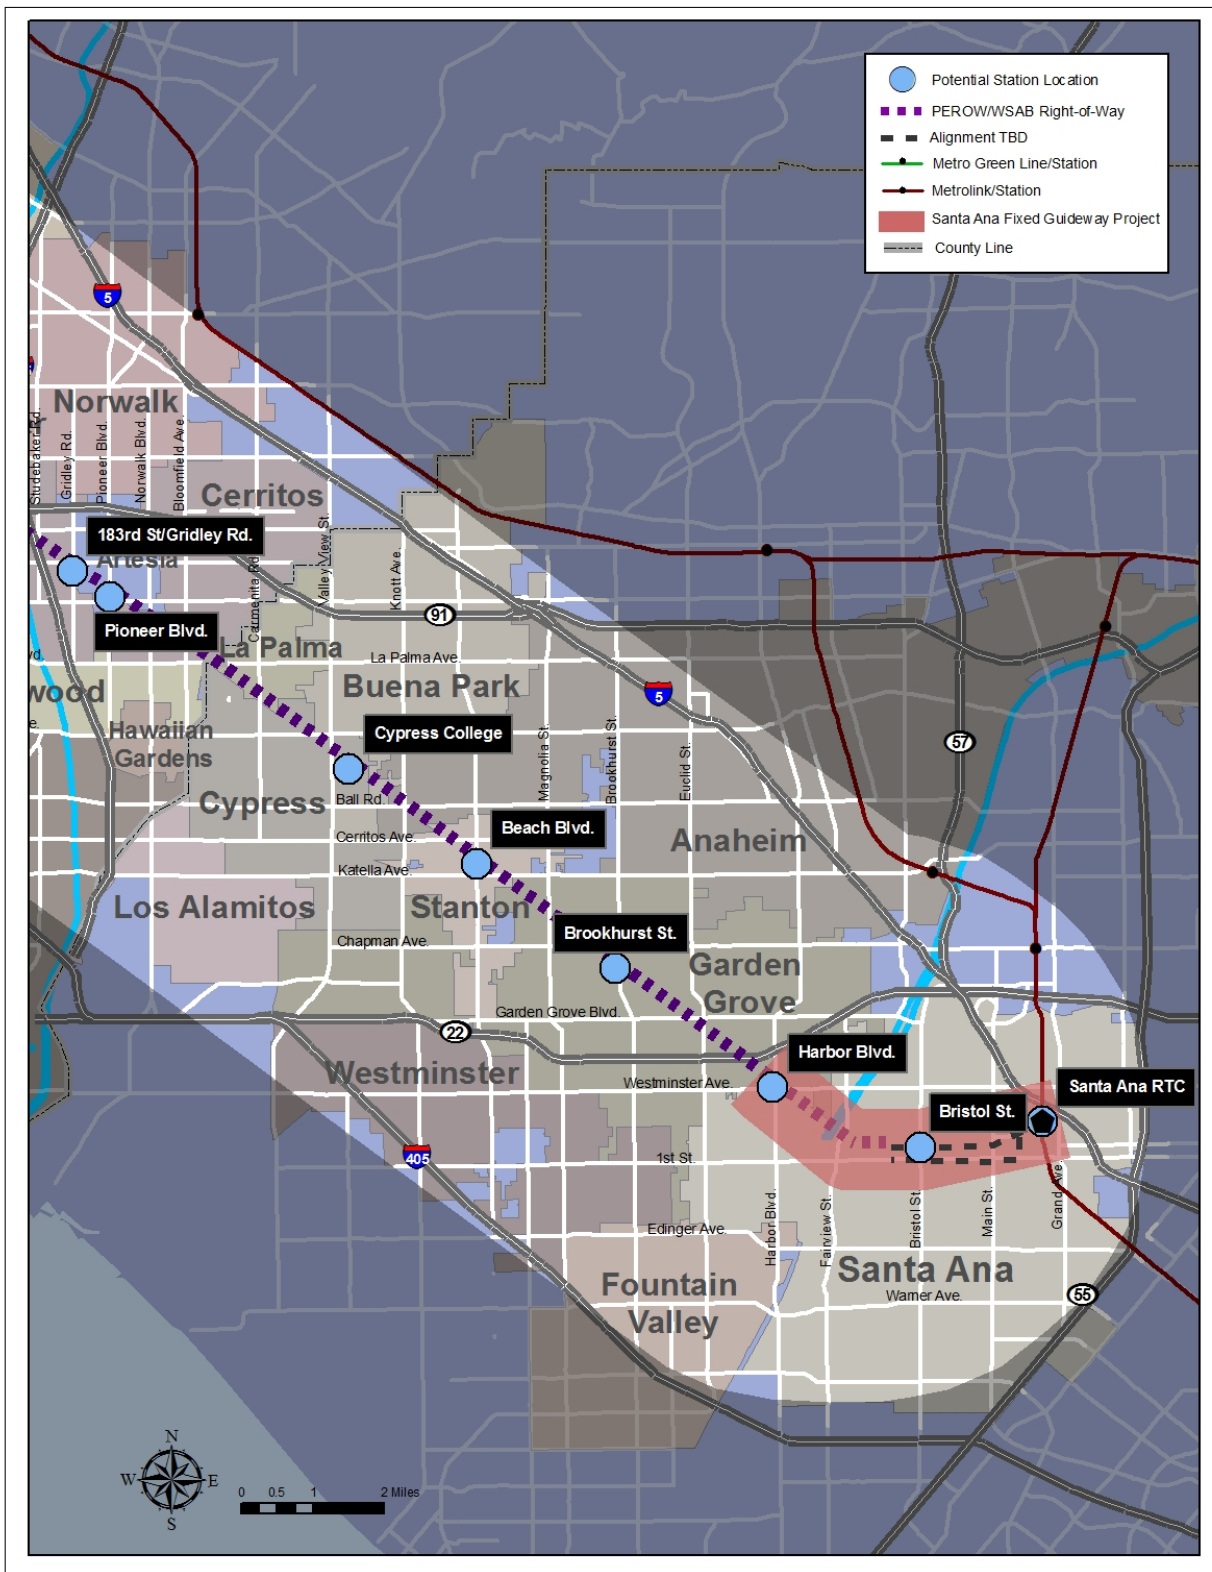 Potential Station Location
PEROW/WSAB Right-of-Way
Alignment TBD
Metro Green Line/Station
Metrolink/Station
Santa Ana Fixed Guideway Project
County Line
5
Norwalk
r
Studebaker Rd.
Gridley Rd.
Pioneer Blvd.
Norwalk Blvd.
Bloomfield Ave.
Cerritos
183rd St/Gridley Rd.
Artesia
Valley View St.
Knott Ave.
Carmenita Rd.
91
Pioneer Blvd.
La Palma
La Palma Ave.
vd.
wood
Buena Park
5
e.
Hawaiian
Gardens
Cypress College
57
Magnolia St.
Brookhurst St.
Euclid St.
Cypress
Ball Rd.
Beach Blvd.
Cerritos Ave.
Anaheim
Katella Ave.
Los Alamitos
Stanton
Chapman Ave.
Brookhurst St.
Garden
Grove
Garden Grove Blvd.
22
Harbor Blvd.
Westminster
Westminster Ave.
Santa Ana RTC
Bristol St.
405
1st St.
Harbor Blvd.
Fairview St.
Bristol St.
Main St.
Grand Ave.
Edinger Ave.
Santa Ana
Fountain
Valley
Warner Ave.
55
N
W
E
S
0 0.5 1 2 Miles